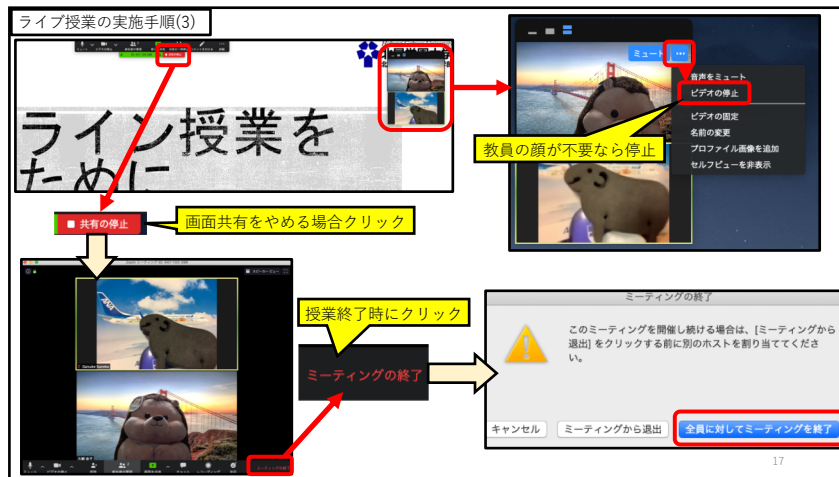 ライブ授業の実施手順(3)
ライン授業を
ために
ミュート
音声をミュート
ビデオの停止
ビデオの固定
名前の変更
プロファイル画像を追加
セルフビューを非表示
教員の顔が不要なら停止
共有の停止
画面共有をやめる場合クリック
授業終了時にクリック
ミーティングの終了
ANA
ミーティングの終了
ミーティングの終了
このミーティングを開催し続ける場合は、[ミーティングから
退出] をクリックする前に別のホストを割り当ててくださ
い。
キャンセル
ミーティングから退出
全員に対してミーティングを終了
17